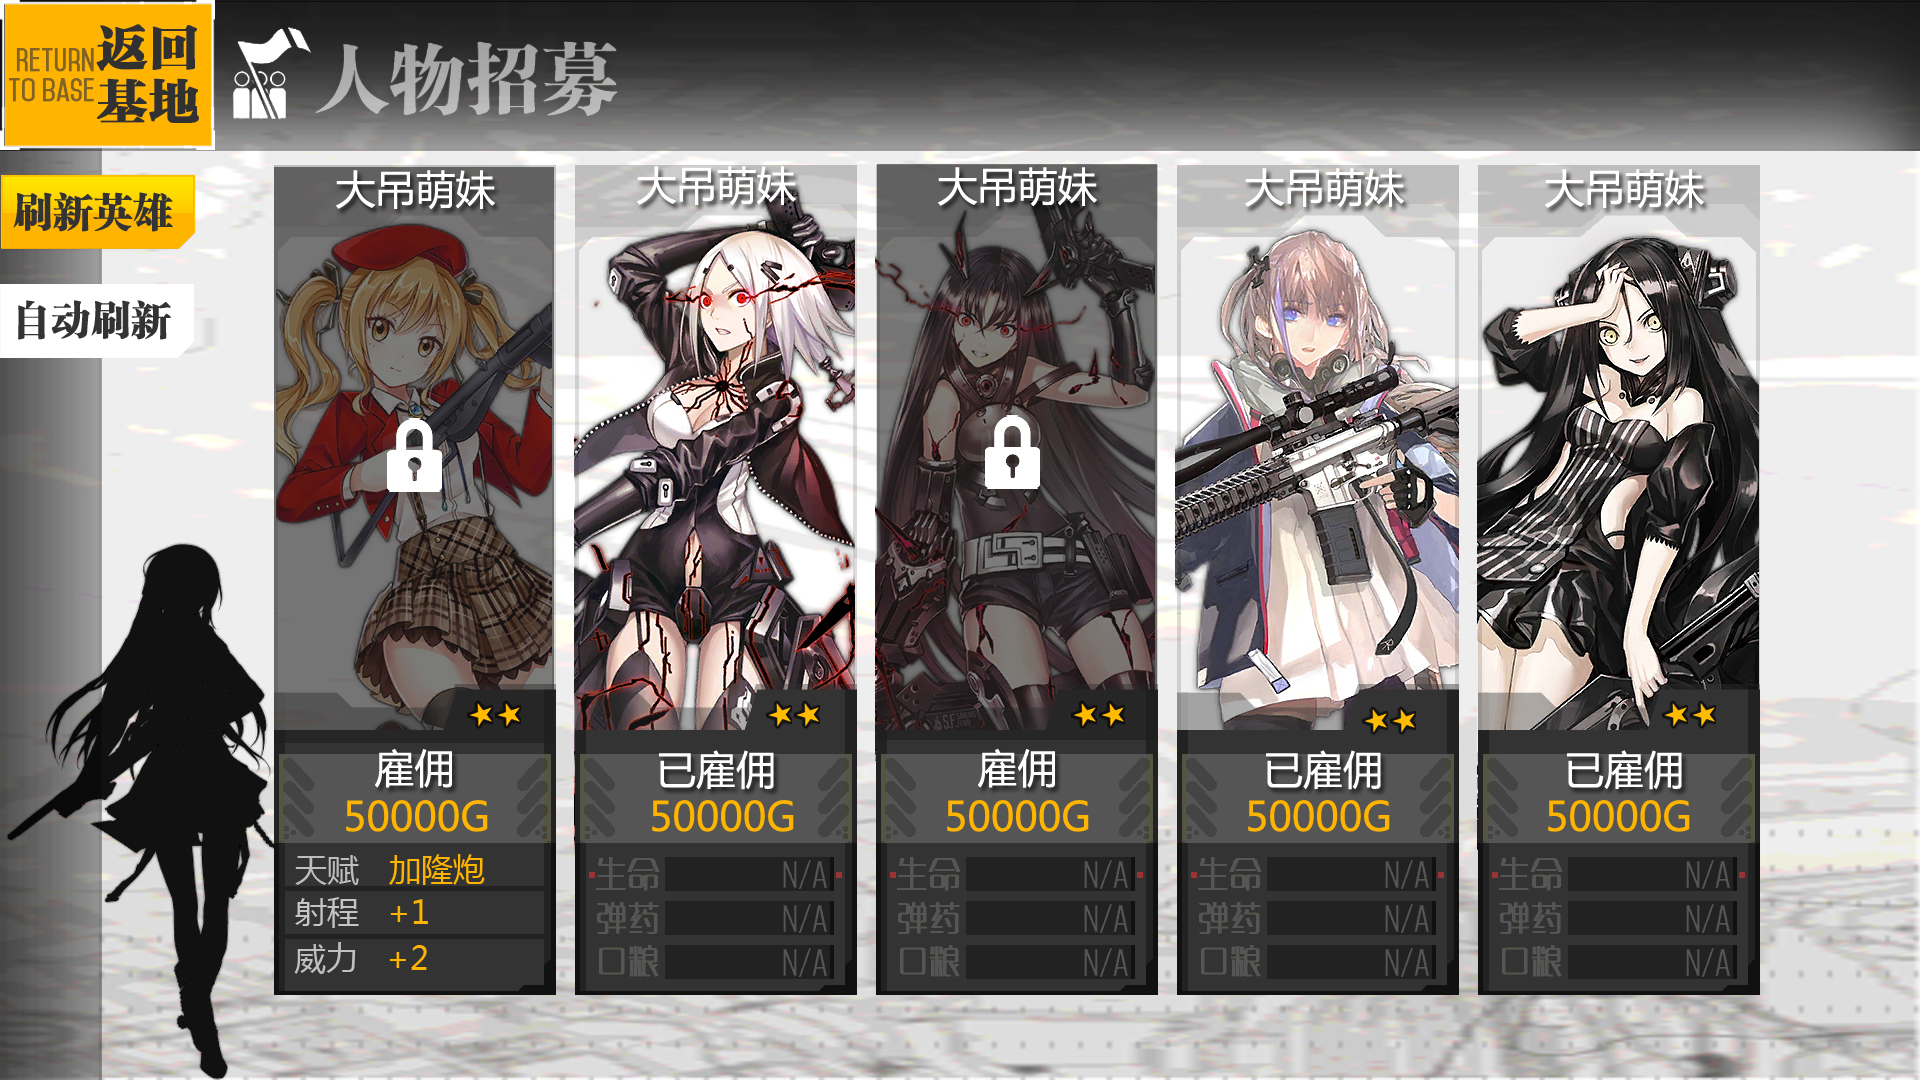 RETURN
TO BASE
返回
基地
人物招募
刷新英雄
自动刷新
大吊萌妹
雇佣
50000G
天赋 加隆炮
射程 +1
威力 +2
大吊萌妹
已雇佣
50000G
生命 N/A
弹药 N/A
口粮 N/A
大吊萌妹
雇佣
50000G
生命 N/A
弹药 N/A
口粮 N/A
大吊萌妹
已雇佣
50000G
生命 N/A
弹药 N/A
口粮 N/A
大吊萌妹
已雇佣
50000G
生命 N/A
弹药 N/A
口粮 N/A